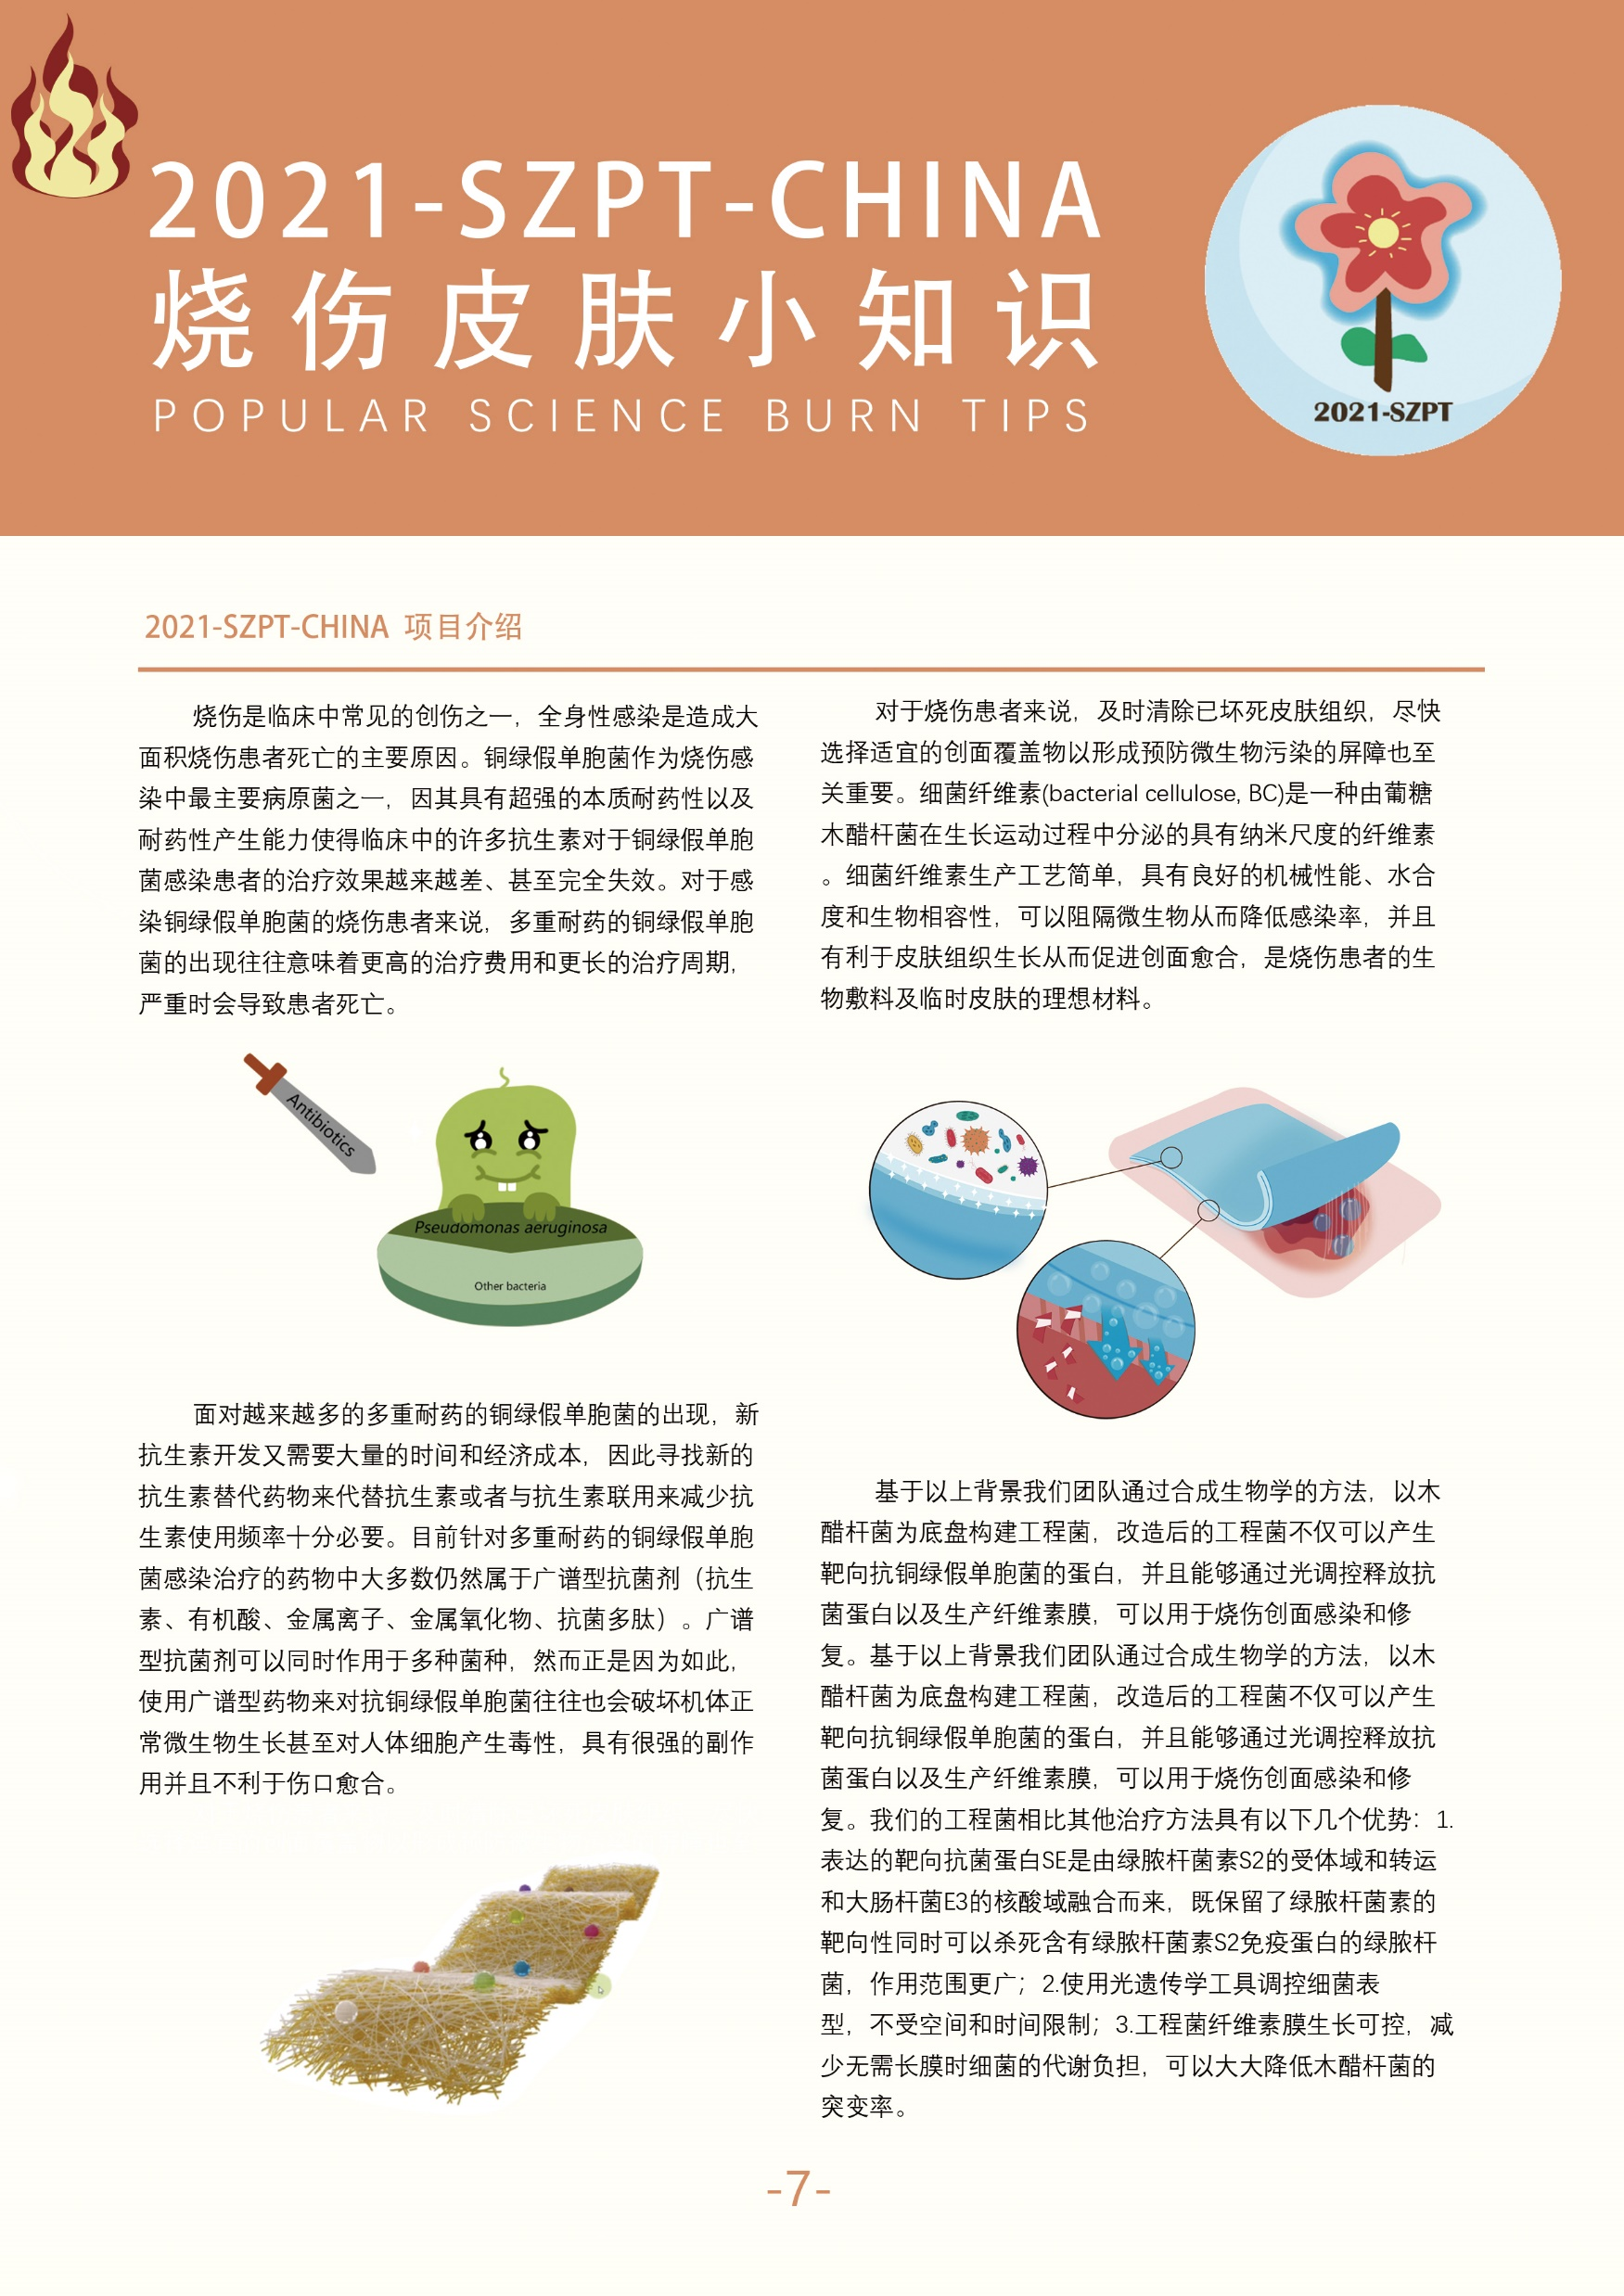 2021-SZPT-CHINA
烧伤皮肤小知识
POPULAR SCIENCE BURN TIPS
2021-SZPT
2021-SZPT-CHINA 项目介绍
烧伤是临床中常见的创伤之一，全身性感染是造成大
面积烧伤患者死亡的主要原因。铜绿假单胞菌作为烧伤感
染中最主要病原菌之一，因其具有超强的本质耐药性以及
耐药性产生能力使得临床中的许多抗生素对于铜绿假单胞
菌感染患者的治疗效果越来越差、甚至完全失效。对于感
染铜绿假单胞菌的烧伤患者来说，多重耐药的铜绿假单胞
菌的出现往往意味着更高的治疗费用和更长的治疗周期，
严重时会导致患者死亡。
Antibiotics
Pseudomonas aeruginosa
Other bacteria
面对越来越多的多重耐药的铜绿假单胞菌的出现，新
抗生素开发又需要大量的时间和经济成本，因此寻找新的
抗生素替代药物来代替抗生素或者与抗生素联用来减少抗
生素使用频率十分必要。目前针对多重耐药的铜绿假单胞
菌感染治疗的药物中大多数仍然属于广谱型抗菌剂（抗生
素、有机酸、金属离子、金属氧化物、抗菌多肽）。广谱
型抗菌剂可以同时作用于多种菌种，然而正是因为如此，
使用广谱型药物来对抗铜绿假单胞菌往往也会破坏机体正
常微生物生长甚至对人体细胞产生毒性，具有很强的副作
用并且不利于伤口愈合。
对于烧伤患者来说，及时清除已坏死皮肤组织，尽快
选择适宜的创面覆盖物以形成预防微生物污染的屏障也至
关重要。细菌纤维素(bacterial cellulose, BC)是一种由葡糖
木醋杆菌在生长运动过程中分泌的具有纳米尺度的纤维素
。细菌纤维素生产工艺简单，具有良好的机械性能、水合
度和生物相容性，可以阻隔微生物从而降低感染率，并且
有利于皮肤组织生长从而促进创面愈合，是烧伤患者的生
物敷料及临时皮肤的理想材料。
基于以上背景我们团队通过合成生物学的方法，以木
醋杆菌为底盘构建工程菌，改造后的工程菌不仅可以产生
靶向抗铜绿假单胞菌的蛋白，并且能够通过光调控释放抗
菌蛋白以及生产纤维素膜，可以用于烧伤创面感染和修
复。基于以上背景我们团队通过合成生物学的方法，以木
醋杆菌为底盘构建工程菌，改造后的工程菌不仅可以产生
靶向抗铜绿假单胞菌的蛋白，并且能够通过光调控释放抗
菌蛋白以及生产纤维素膜，可以用于烧伤创面感染和修
复。我们的工程菌相比其他治疗方法具有以下几个优势：1.
表达的靶向抗菌蛋白SE是由绿脓杆菌素S2的受体域和转运
和大肠杆菌E3的核酸域融合而来，既保留了绿脓杆菌素的
靶向性同时可以杀死含有绿脓杆菌素S2免疫蛋白的绿脓杆
菌，作用范围更广；2.使用光遗传学工具调控细菌表
型，不受空间和时间限制；3.工程菌纤维素膜生长可控，减
少无需长膜时细菌的代谢负担，可以大大降低木醋杆菌的
突变率。
-7-